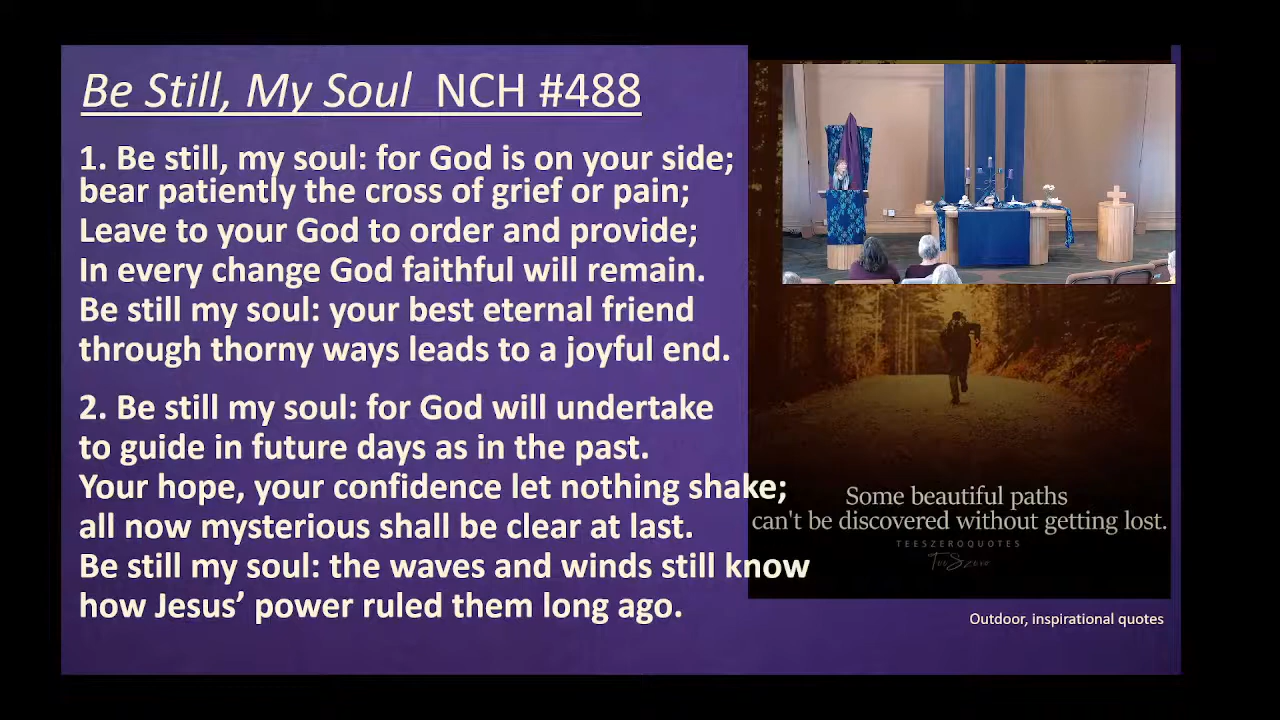 Be Still, My Soul NCH #488
1. Be still, my soul: for God is on your side;
bear patiently the cross of grief or pain;
Leave to your God to order and provide;
In every change God faithful will remain.
Be still my soul: your best eternal friend
through thorny ways leads to a joyful end.
2. Be still my soul: for God will undertake
to guide in future days as in the past.
Your hope, your confidence let nothing shake;
all now mysterious shall be clear at last.
Be still my soul: the waves and winds still know
how Jesus’ power ruled them long ago.
Some beautiful paths
can't be discovered without getting lost.
TEESZEROQUOTES
Outdoor, inspirational quotes